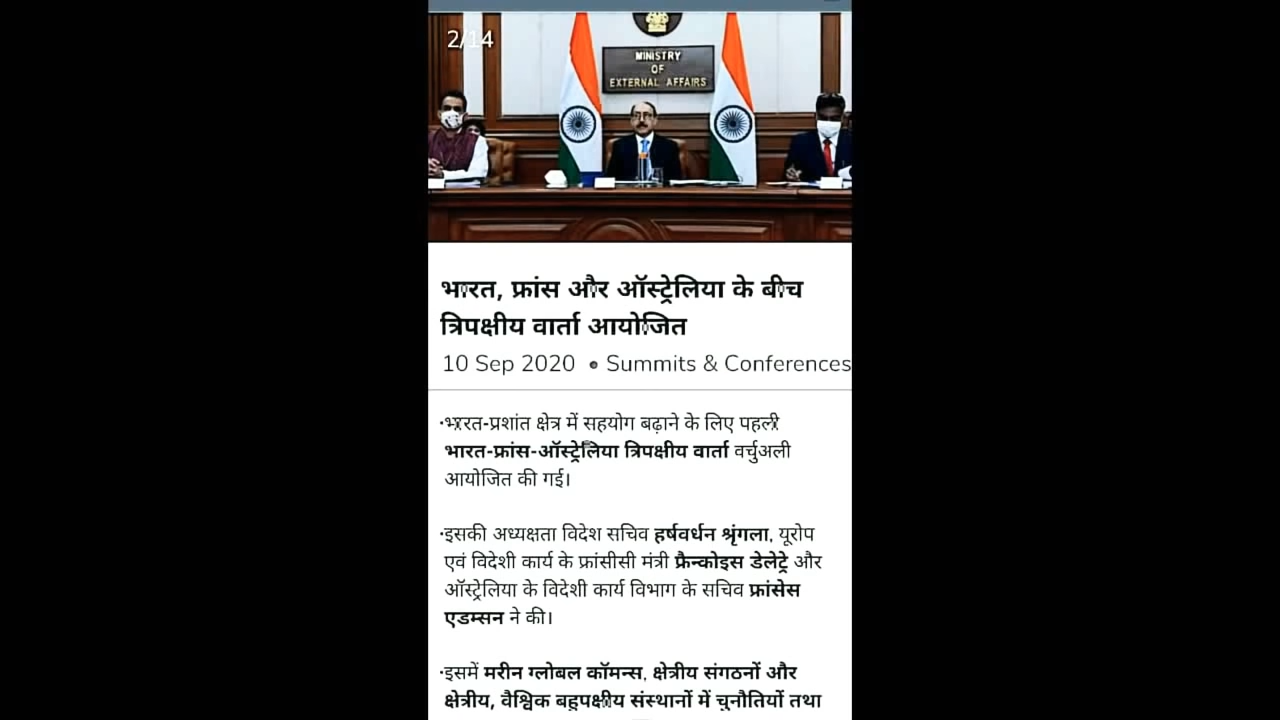 2/14
MINISTRY
OF
EXTERNAL AFFAIRS
भारत, फ्रांस और ऑस्ट्रेलिया के बीच
त्रिपक्षीय वार्ता आयोजित
10 Sep 2020 • Summits & Conferences
·भारत-प्रशांत क्षेत्र में सहयोग बढ़ाने के लिए पहली
भारत-फ्रांस-ऑस्ट्रेलिया त्रिपक्षीय वार्ता वर्चुअली
आयोजित की गई।
·इसकी अध्यक्षता विदेश सचिव हर्षवर्धन श्रृंगला, यूरोप
एवं विदेशी कार्य के फ्रांसीसी मंत्री फ्रैन्कोइस डेलेट्रे और
ऑस्ट्रेलिया के विदेशी कार्य विभाग के सचिव फ्रांसेस
एडम्सन ने की।
·इसमें मरीन ग्लोबल कॉमन्स, क्षेत्रीय संगठनों और
क्षेत्रीय, वैश्विक बहुपक्षीय संस्थानों में चुनौतियों तथा